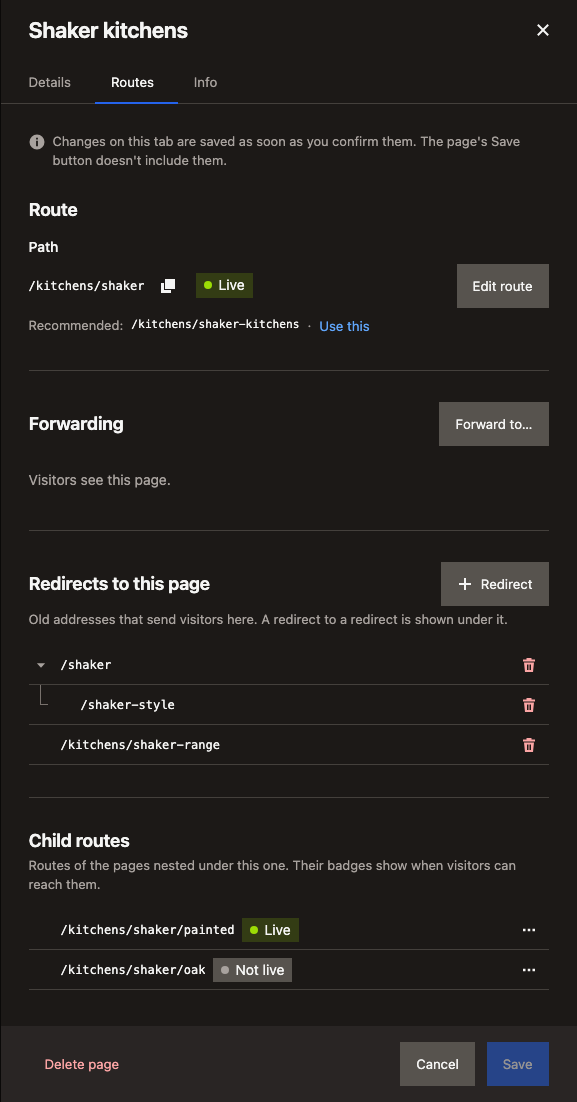 Shaker kitchens
Details Routes Info
Changes on this tab are saved as soon as you confirm them. The page's Save
button doesn't include them.
Route
Path
/kitchens/shaker Live Edit route
Recommended: /kitchens/shaker-kitchens · Use this
Forwarding Forward to...
Visitors see this page.
Redirects to this page + Redirect
Old addresses that send visitors here. A redirect to a redirect is shown under it.
/shaker
/shaker-style
/kitchens/shaker-range
Child routes
Routes of the pages nested under this one. Their badges show when visitors can
reach them.
/kitchens/shaker/painted Live
/kitchens/shaker/oak Not live
Delete page Cancel Save